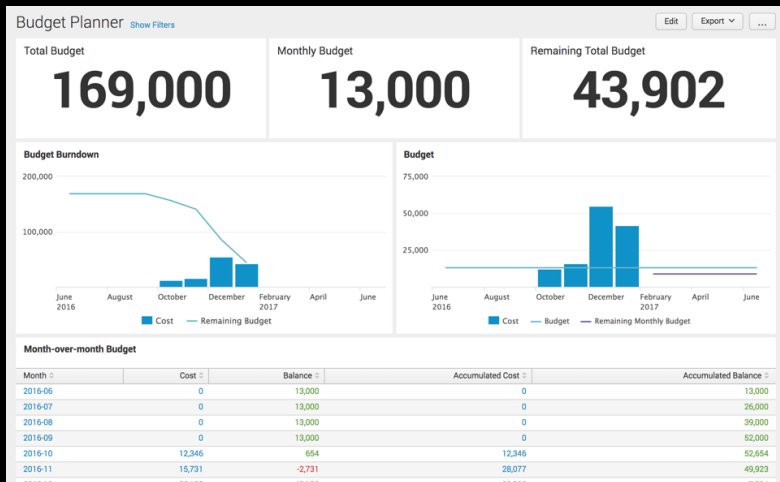 Budget Planner Show Filters Edit Export ...
Total Budget Monthly Budget Remaining Total Budget
169,000 13,000 43,902
Budget Burndown
200,000
100,000
June August October December February April June
2016 2017
Cost Remaining Budget
Budget
75,000
50,000
25,000
June August October December February April June
2016 2017
Cost Budget Remaining Monthly Budget
Month-over-month Budget
Month Cost Balance Accumulated Cost Accumulated Balance
2016-06 0 13,000 0 13,000
2016-07 0 13,000 0 26,000
2016-08 0 13,000 0 39,000
2016-09 0 13,000 0 52,000
2016-10 12,346 654 12,346 52,654
2016-11 15,731 -2,731 28,077 49,923